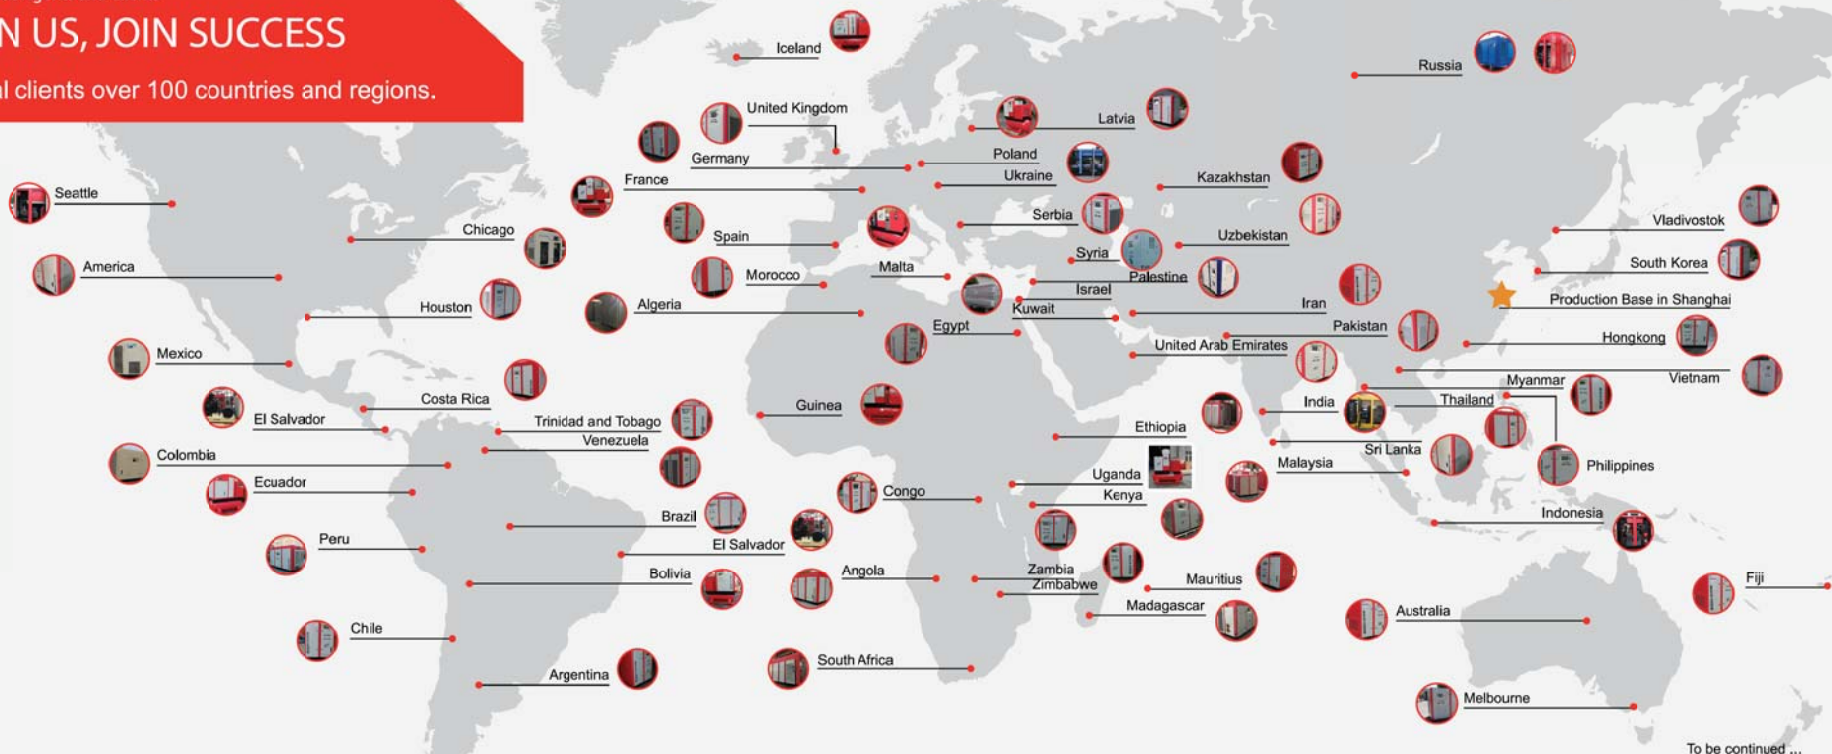 N US, JOIN SUCCESS
l clients over 100 countries and regions.
Iceland
Russia
United Kingdom
Latvia
Germany
Poland
France
Ukraine
Kazakhstan
Seattle
Chicago
Spain
Serbia
Uzbekistan
Vladivostok
America
Morocco
Malta
Syria
Palestine
South Korea
Houston
Algeria
Israel
Kuwait
Iran
Production Base in Shanghai
Egypt
Pakistan
United Arab Emirates
Hongkong
Mexico
Vietnam
Myanmar
Costa Rica
Guinea
India
Thailand
El Salvador
Trinidad and Tobago
Venezuela
Ethiopia
Sri Lanka
Colombia
Malaysia
Philippines
Ecuador
Congo
Uganda
Kenya
Brazil
Indonesia
Peru
El Salvador
Bolivia
Angola
Zambia
Zimbabwe
Mauritius
Fiji
Madagascar
Australia
Chile
Argentina
South Africa
Melbourne
To be continued ...